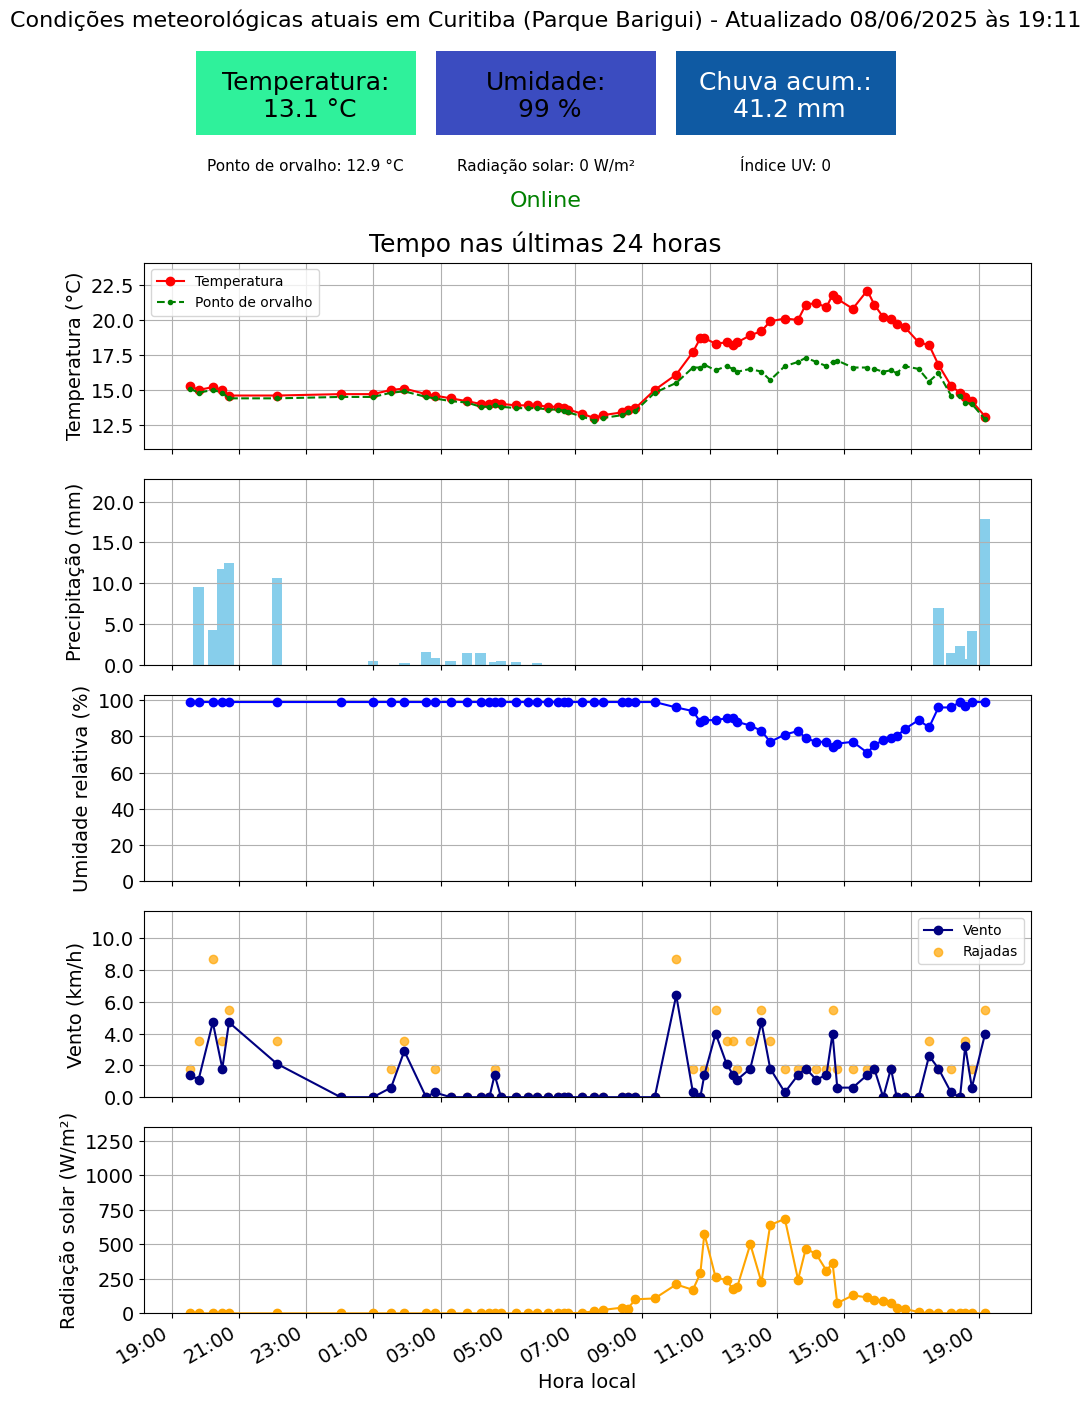 Condições meteorológicas atuais em Curitiba (Parque Barigui) - Atualizado 08/06/2025 às 19:11
Temperatura:
13.1 °C
Umidade:
99 %
Chuva acum.:
41.2 mm
Ponto de orvalho: 12.9 °C
Radiação solar: 0 W/m²
Índice UV: 0
Online
Tempo nas últimas 24 horas
Temperatura (°C)
22.5
20.0
17.5
15.0
12.5
Temperatura
Ponto de orvalho
Precipitação (mm)
20.0
15.0
10.0
5.0
0.0
Umidade relativa (%)
100
80
60
40
20
0
Vento (km/h)
10.0
8.0
6.0
4.0
2.0
0.0
Vento
Rajadas
Radiação solar (W/m²)
1250
1000
750
500
250
0
19:00
21:00
23:00
01:00
03:00
05:00
07:00
09:00
11:00
13:00
15:00
17:00
19:00
Hora local